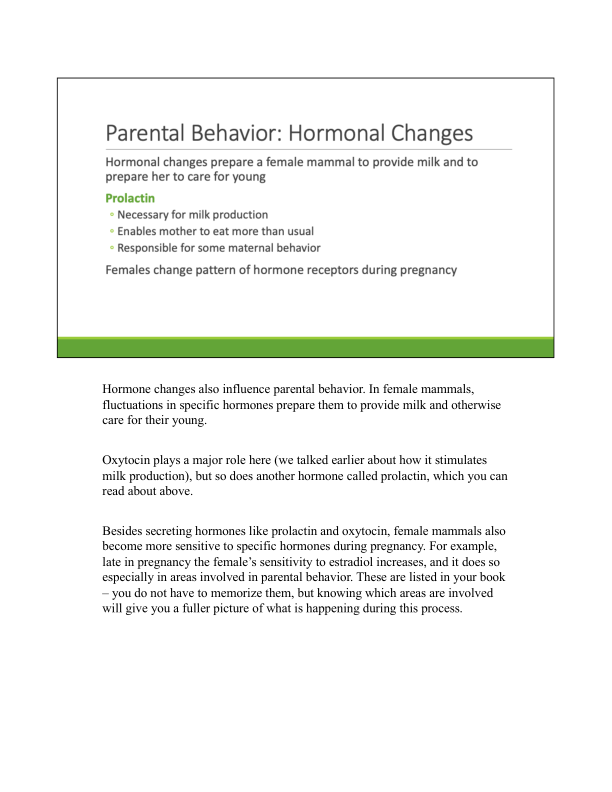 Parental Behavior: Hormonal Changes
Hormonal changes prepare a female mammal to provide milk and to
prepare her to care for young
Prolactin
◦ Necessary for milk production
◦ Enables mother to eat more than usual
◦ Responsible for some maternal behavior
Females change pattern of hormone receptors during pregnancy
Hormone changes also influence parental behavior. In female mammals,
fluctuations in specific hormones prepare them to provide milk and otherwise
care for their young.
Oxytocin plays a major role here (we talked earlier about how it stimulates
milk production), but so does another hormone called prolactin, which you can
read about above.
Besides secreting hormones like prolactin and oxytocin, female mammals also
become more sensitive to specific hormones during pregnancy. For example,
late in pregnancy the female’s sensitivity to estradiol increases, and it does so
especially in areas involved in parental behavior. These are listed in your book
– you do not have to memorize them, but knowing which areas are involved
will give you a fuller picture of what is happening during this process.